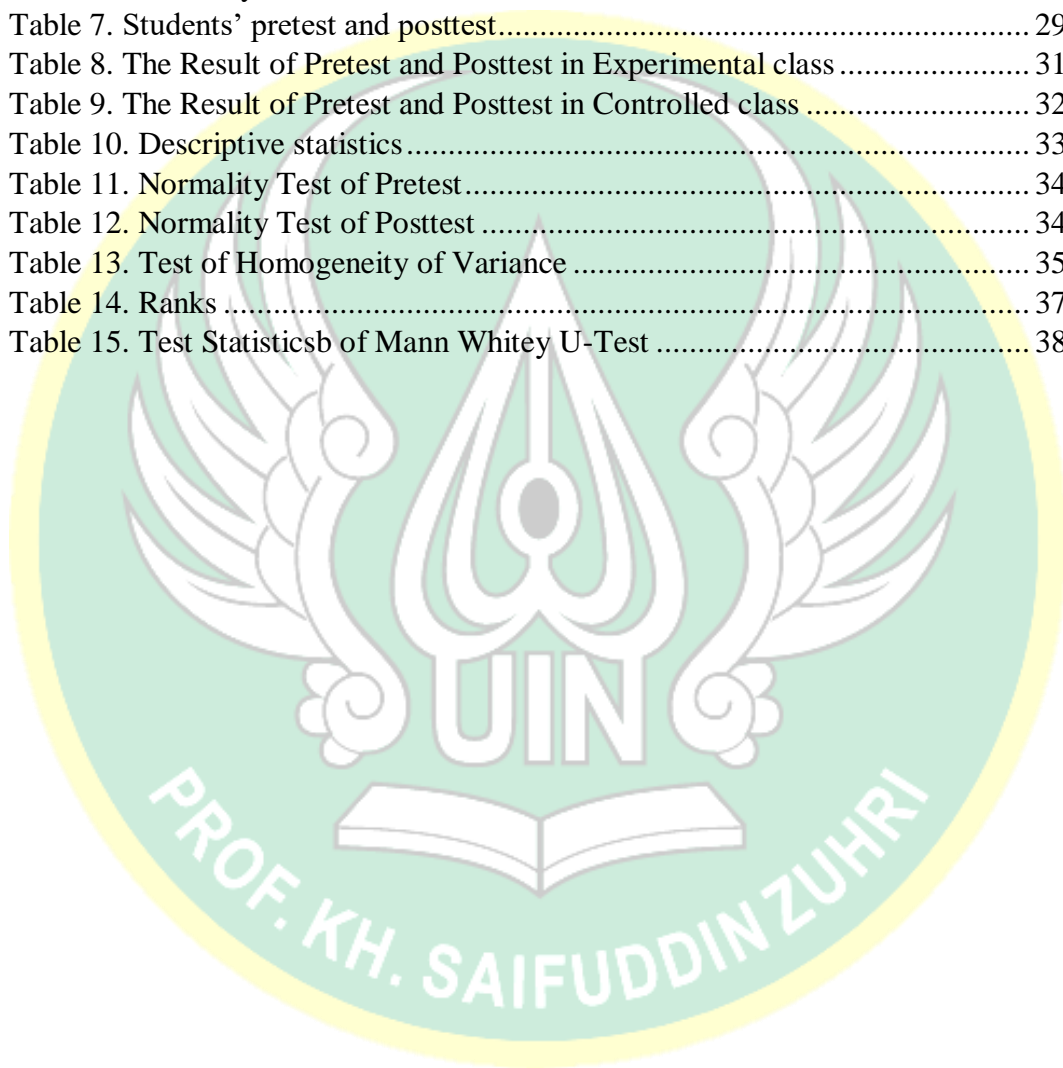 Table 7. Students’ pretest and posttest.................................................................... 29
Table 8. The Result of Pretest and Posttest in Experimental class ..................... 31
Table 9. The Result of Pretest and Posttest in Controlled class ......................... 32
Table 10. Descriptive statistics............................................................................ 33
Table 11. Normality Test of Pretest..................................................................... 34
Table 12. Normality Test of Posttest ................................................................... 34
Table 13. Test of Homogeneity of Variance ........................................................ 35
Table 14. Ranks ................................................................................................... 37
Table 15. Test Statisticsb of Mann Whitey U-Test .............................................. 38
UIN
PROF. KH. SAIFUDDIN ZUHRI